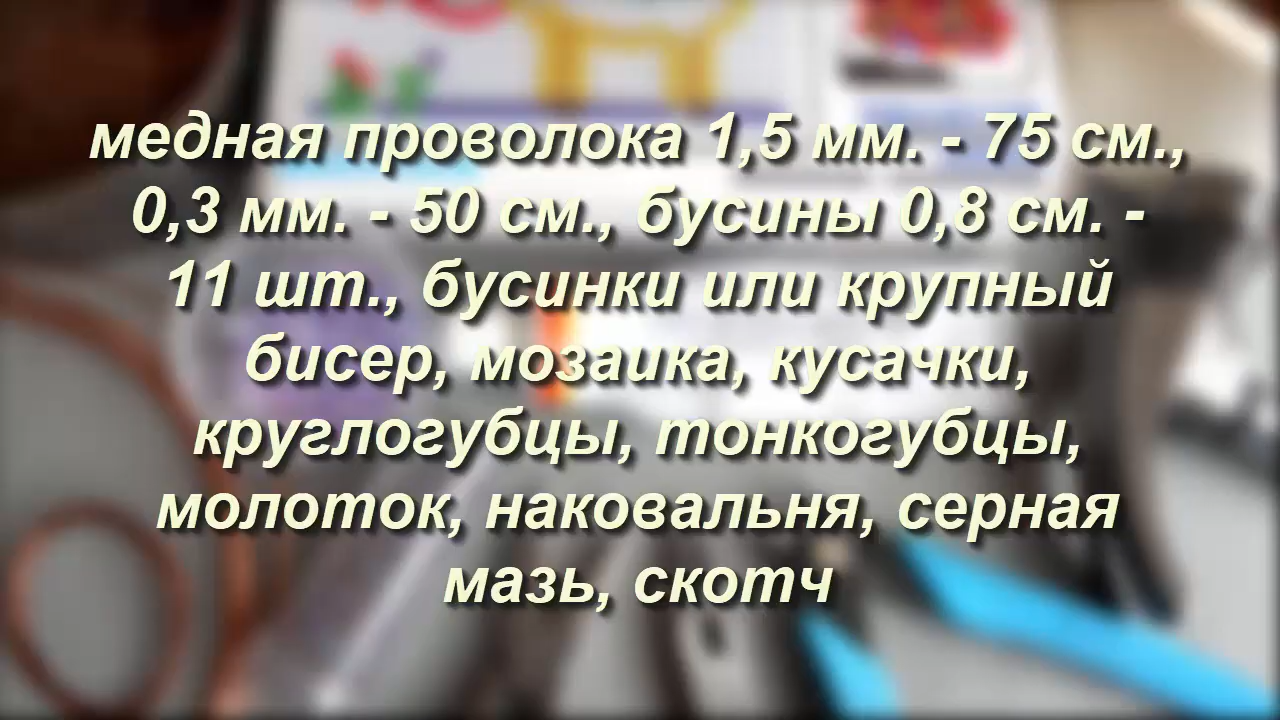 медная проволока 1,5 мм. - 75 см.,
0,3 мм. - 50 см., бусины 0,8 см. -
11 шт., бусинки или крупный
бисер, мозаика, кусачки,
круглогубцы, тонкогубцы,
молоток, наковальня, серная
мазь, скотч